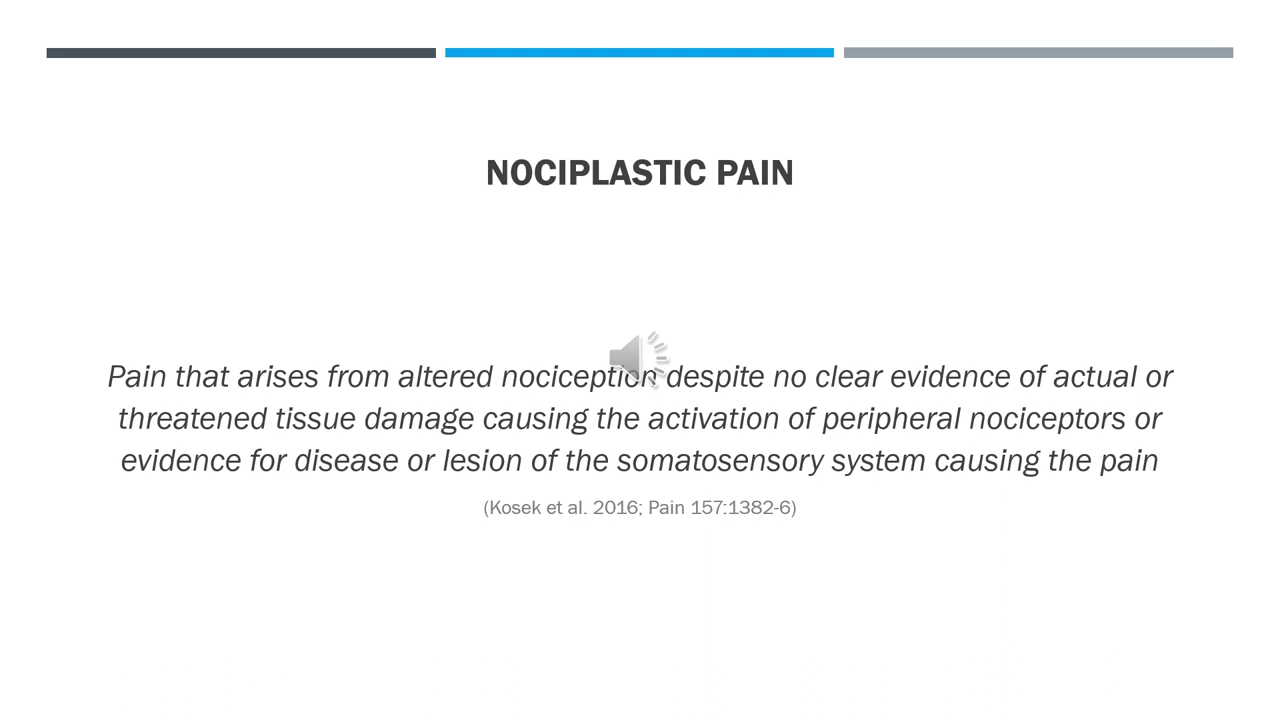 NOCIPLASTIC PAIN
Pain that arises from altered nociception despite no clear evidence of actual or
threatened tissue damage causing the activation of peripheral nociceptors or
evidence for disease or lesion of the somatosensory system causing the pain
(Kosek et al. 2016; Pain 157:1382-6)